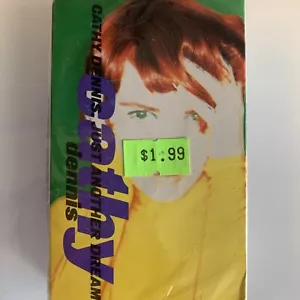 CATHY DENNIS JUST ANOTHER DREAM
cathy
dennis
$1.99